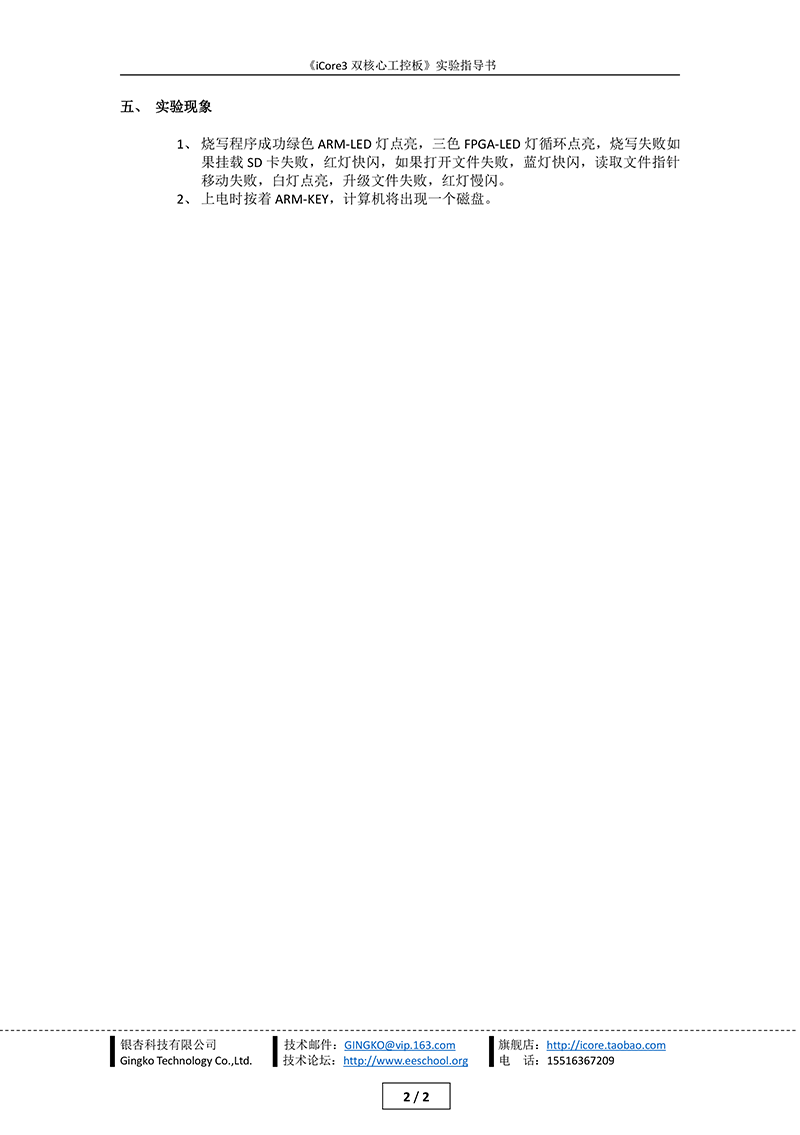 《iCore3 双核心工控板》实验指导书
五、 实验现象
1、 烧写程序成功绿色 ARM-LED 灯点亮，三色 FPGA-LED 灯循环点亮，烧写失败如
果挂载 SD 卡失败，红灯快闪，如果打开文件失败，蓝灯快闪，读取文件指针
移动失败，白灯点亮，升级文件失败，红灯慢闪。
2、 上电时按着 ARM-KEY，计算机将出现一个磁盘。
银杏科技有限公司 技术邮件：GINGKO@vip.163.com 旗舰店：http://icore.taobao.com
Gingko Technology Co.,Ltd. 技术论坛：http://www.eeschool.org 电 话：15516367209
2 / 2